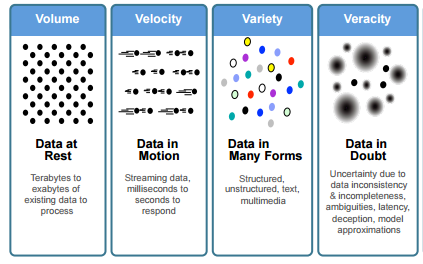 Volume
Data at
Rest
Terabytes to
exabytes of
existing data to
process
Velocity
Data in
Motion
Streaming data,
milliseconds to
seconds to
respond
Variety
Data in
Many Forms
Structured,
unstructured, text,
multimedia
Veracity
Data in
Doubt
Uncertainty due to
data inconsistency
& incompleteness,
ambiguities, latency,
deception, model
approximations